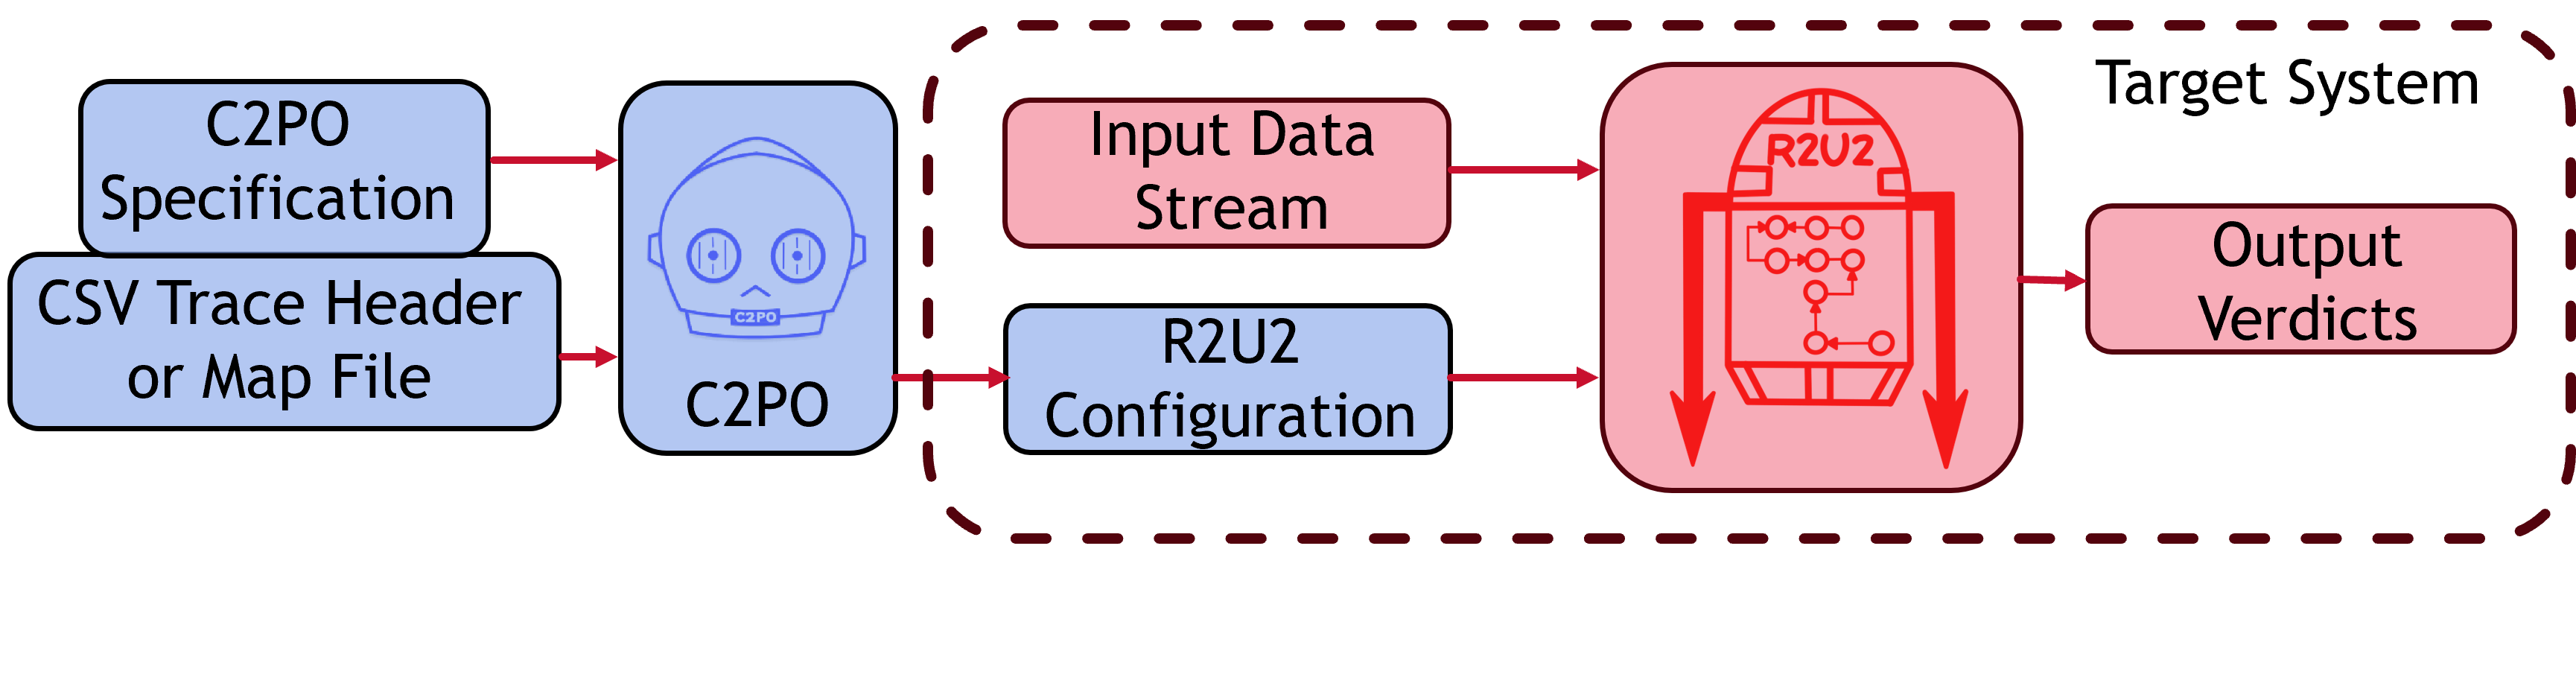 C2PO
Specification
CSV Trace Header
or Map File
C2PO
C2PO
Input Data
Stream
R2U2
Configuration
R2U2
Target System
Output
Verdicts